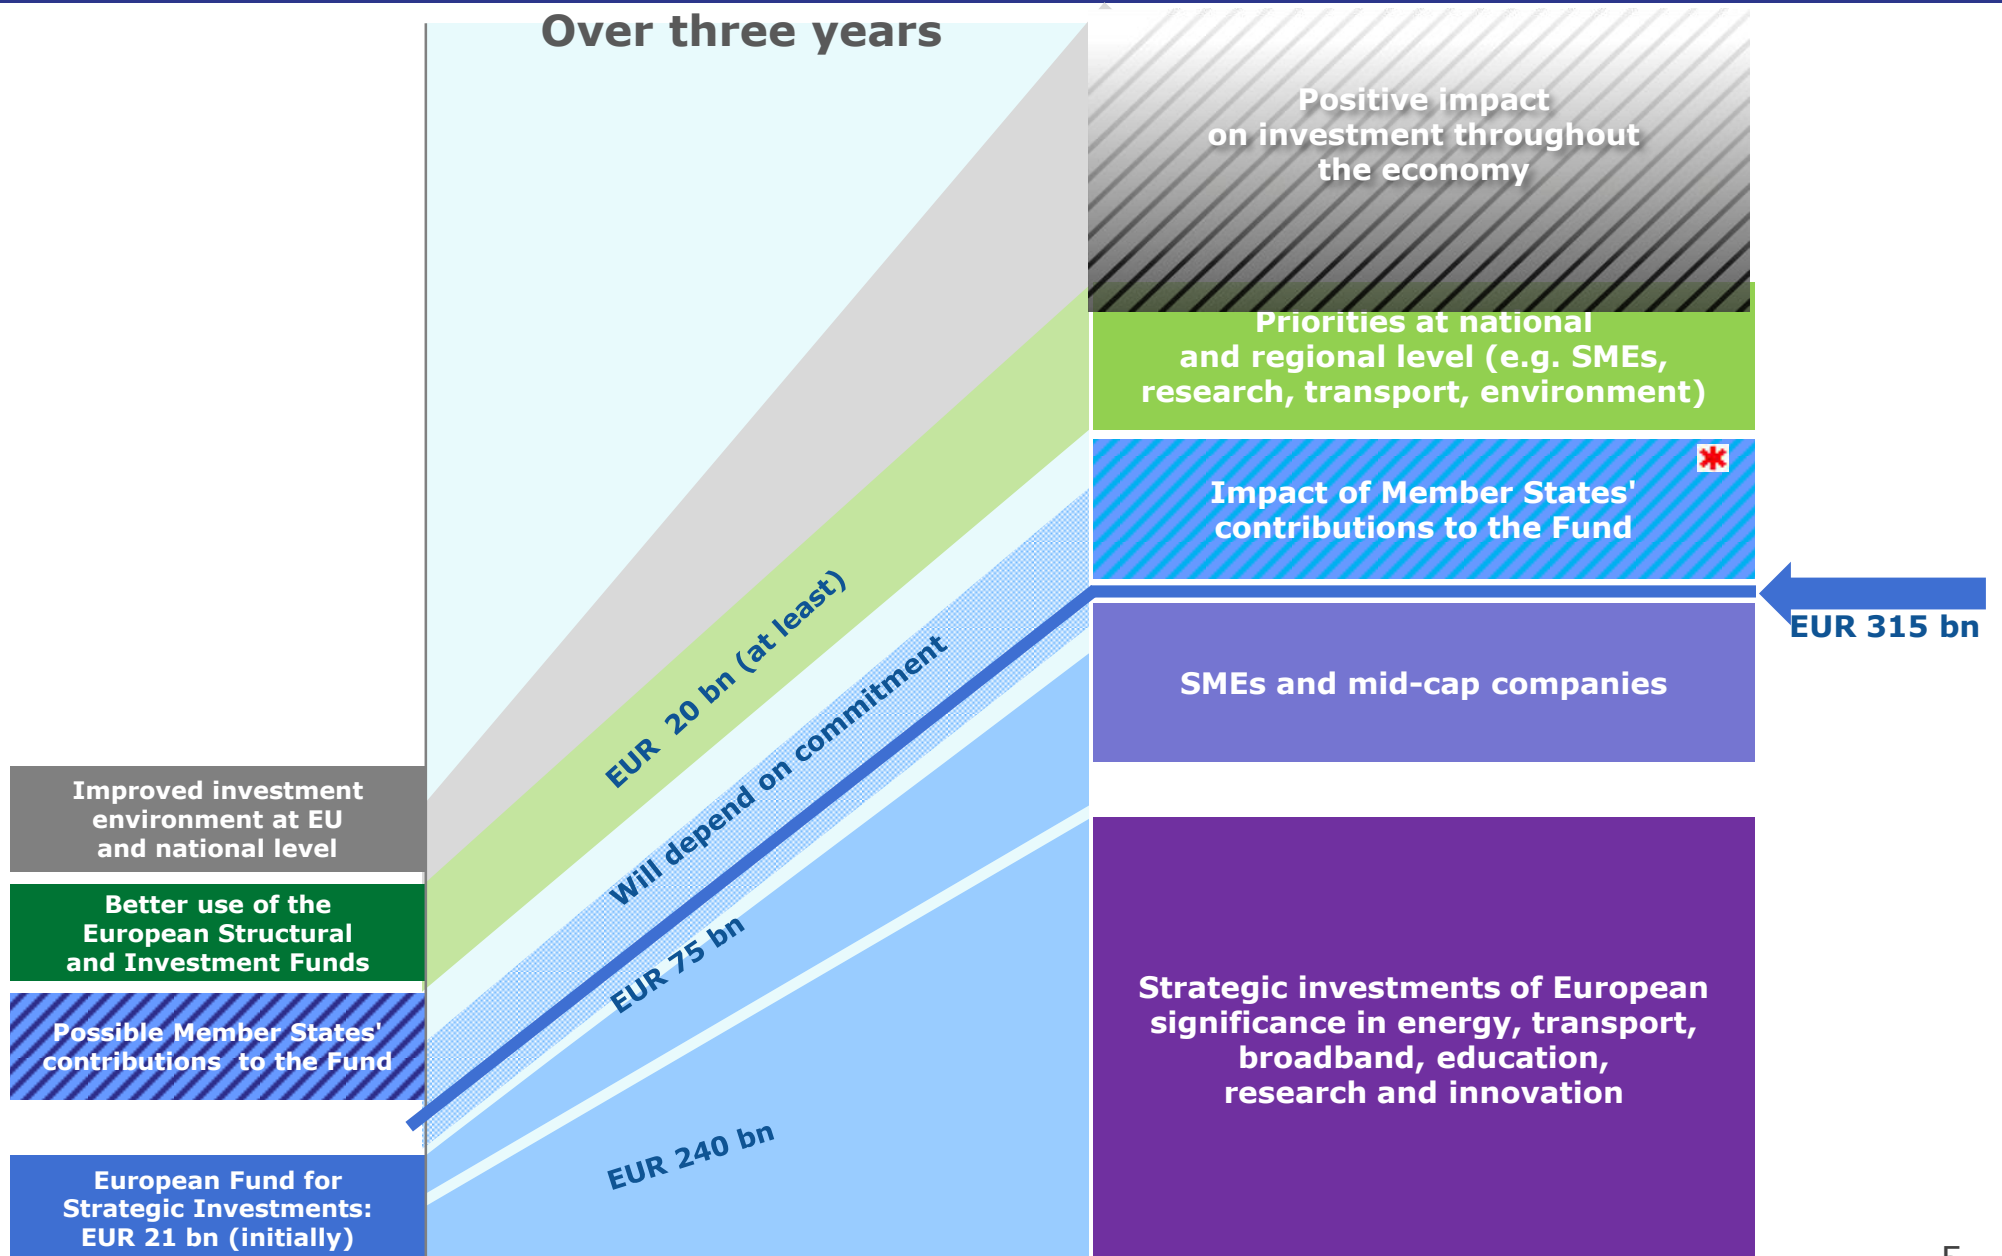 Over three years
Positive impact
on investment throughout
the economy
Priorities at national
and regional level (e.g. SMEs,
research, transport, environment)
Impact of Member States'
contributions to the Fund
EUR 315 bn
SMEs and mid-cap companies
Strategic investments of European
significance in energy, transport,
broadband, education,
research and innovation
EUR 20 bn (at least)
Will depend on commitment
EUR 75 bn
EUR 240 bn
Improved investment
environment at EU
and national level
Better use of the
European Structural
and Investment Funds
Possible Member States'
contributions to the Fund
European Fund for
Strategic Investments:
EUR 21 bn (initially)